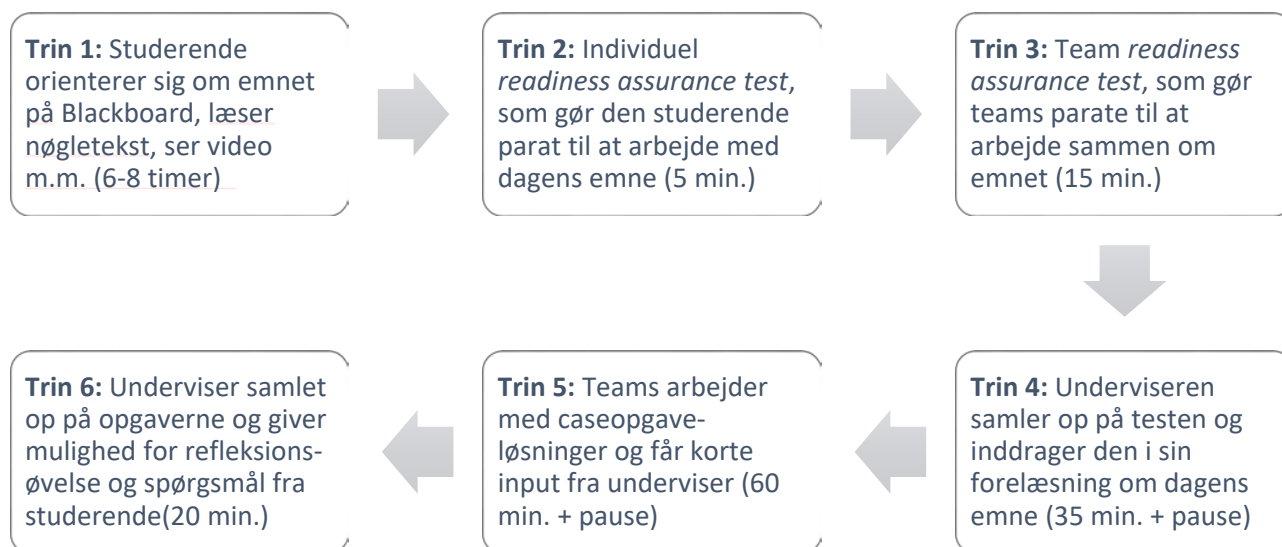 Trin 1: Studerende
orienterer sig om emnet
på Blackboard, læser
nøgletekst, ser video
m.m. (6-8 timer)
Trin 2: Individuel
readiness assurance test,
som gør den studerende
parat til at arbejde med
dagens emne (5 min.)
Trin 3: Team readiness
assurance test, som gør
teams parate til at
arbejde sammen om
emnet (15 min.)
Trin 4: Underviseren
samler op på testen og
inddrager den i sin
forelæsning om dagens
emne (35 min. + pause)
Trin 5: Teams arbejder
med caseopgave-
løsninger og får korte
input fra underviser (60
min. + pause)
Trin 6: Underviser samlet
op på opgaverne og giver
mulighed for refleksions-
øvelse og spørgsmål fra
studerende(20 min.)